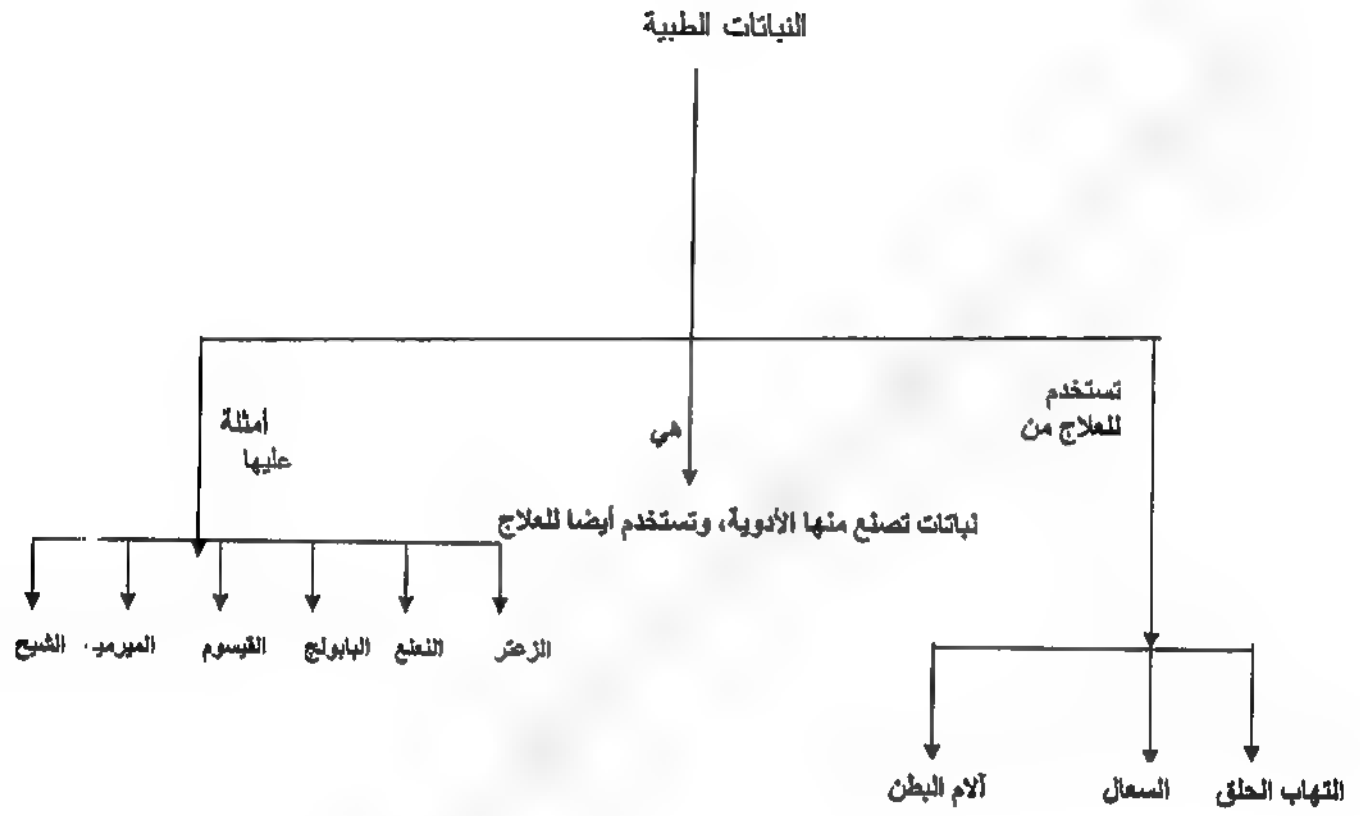 النباتات الطبية
تستخدم
للعلاج من
هي
أمثلة
عليها
نباتات تصنع منها الأدوية، وتستخدم أيضا للعلاج
الزعتر
النعنع
البابونج
القيسوم
الميرميـ
الشيح
التهاب الحلق
السعال
آلام البطن